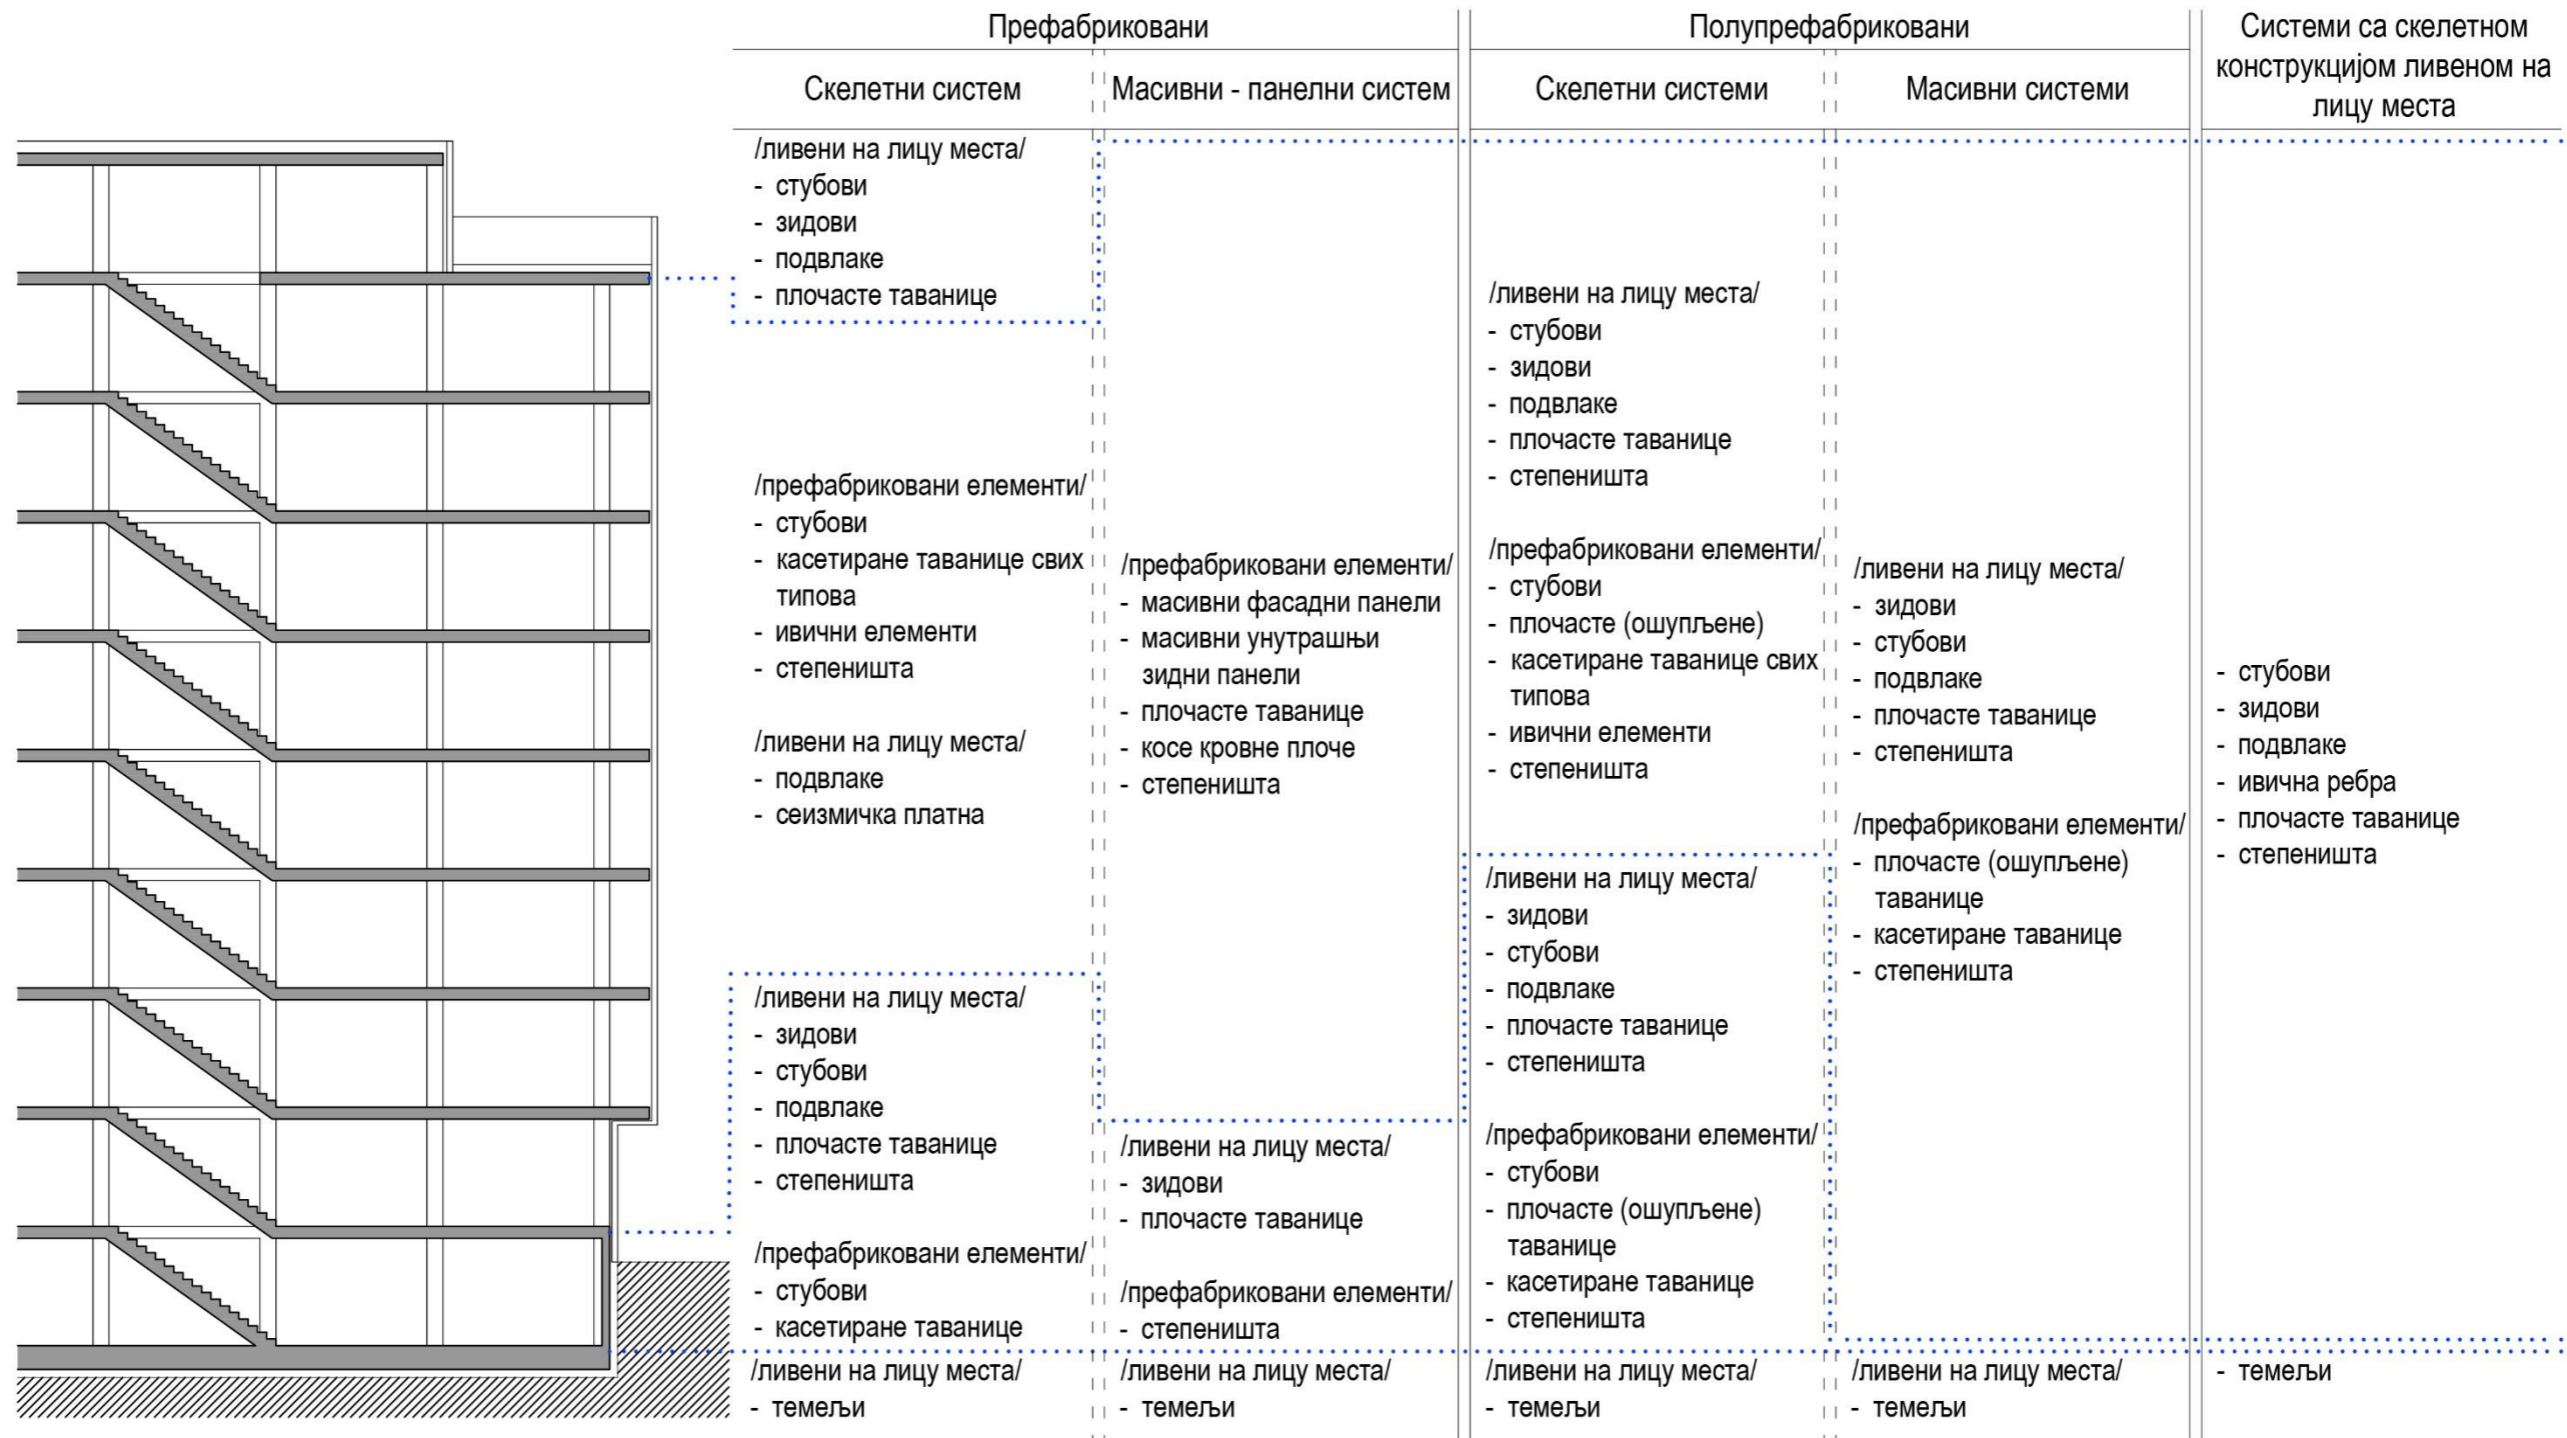 Префабриковани
Полупрефабриковани
Системи са скелетном
конструкцијом ливеном на
лицу места
Скелетни систем
Масивни - панелни систем
Скелетни системи
Масивни системи
/ливени на лицу места/
- стубови
- зидови
- подвлаке
- плочасте таванице
/префабриковани елементи/
- стубови
- касетиране таванице свих
типова
- ивични елементи
- степеништа
/ливени на лицу места/
- подвлаке
- сеизмичка платна
/ливени на лицу места/
- зидови
- стубови
- подвлаке
- плочасте таванице
- степеништа
/префабриковани елементи/
- стубови
- касетиране таванице
/ливени на лицу места/
- темељи
/префабриковани елементи/
- масивни фасадни панели
- масивни унутрашњи
зидни панели
- плочасте таванице
- косе кровне плоче
- степеништа
/ливени на лицу места/
- зидови
- плочасте таванице
/префабриковани елементи/
- степеништа
/ливени на лицу места/
- темељи
/ливени на лицу места/
- стубови
- зидови
- подвлаке
- плочасте таванице
- степеништа
/префабриковани елементи/
- стубови
- плочасте (ошупљене)
- касетиране таванице свих
типова
- ивични елементи
- степеништа
/ливени на лицу места/
- зидови
- стубови
- подвлаке
- плочасте таванице
- степеништа
/префабриковани елементи/
- стубови
- плочасте (ошупљене)
таванице
- касетиране таванице
- степеништа
/ливени на лицу места/
- темељи
/ливени на лицу места/
- зидови
- стубови
- подвлаке
- плочасте таванице
- степеништа
/префабриковани елементи/
- плочасте (ошупљене)
таванице
- касетиране таванице
- степеништа
/ливени на лицу места/
- темељи
- стубови
- зидови
- подвлаке
- ивична ребра
- плочасте таванице
- степеништа
- темељи